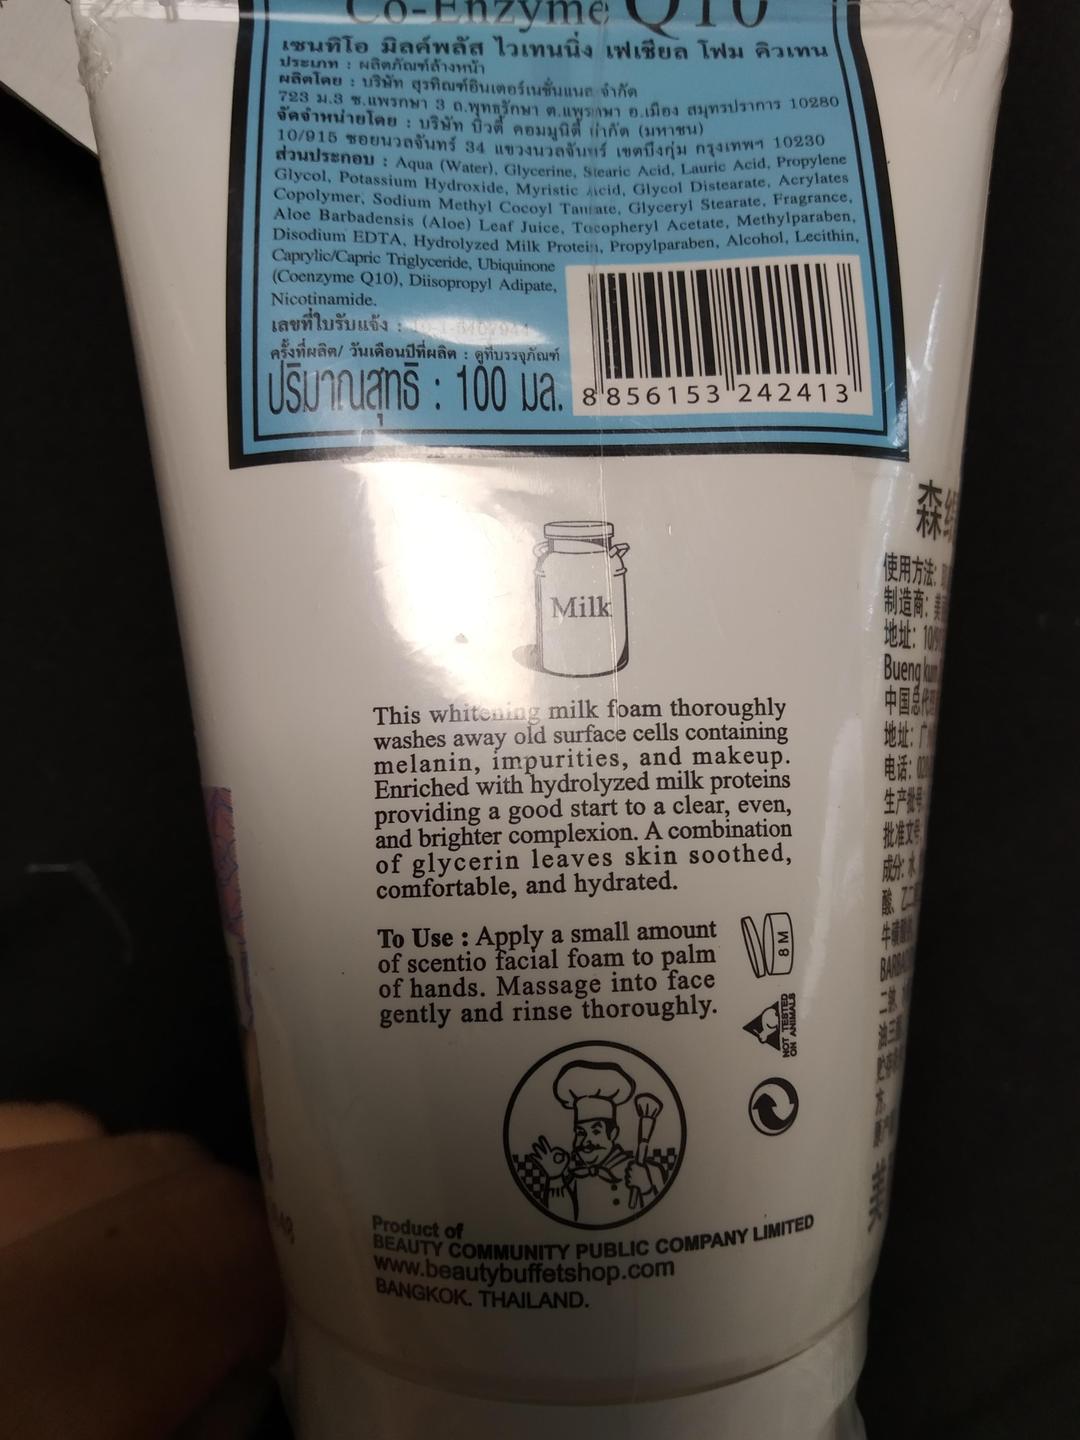 Co-Enzyme Q10
เซนทิโอ มิลค์พลัส ไวเทนนิ่ง เฟเชียล โฟม คิวเทน
ประเภท : ผลิตภัณฑ์ล้างหน้า
ผลิตโดย : บริษัท สุรทิณฑ์อินเตอร์เนชั่นแนล จำกัด
723 ม.3 ซ.แพรกษา 3 ถ.พุทธรักษา ต.แพรกษา อ.เมือง สมุทรปราการ 10280
จัดจำหน่ายโดย : บริษัท บิวตี้ คอมมูนิตี้ จำกัด (มหาชน)
10/915 ซอยนวลจันทร์ 34 แขวงนวลจันทร์ เขตบึงกุ่ม กรุงเทพฯ 10230
ส่วนประกอบ : Aqua (Water), Glycerine, Stearic Acid, Lauric Acid, Propylene
Glycol, Potassium Hydroxide, Myristic Acid, Glycol Distearate, Acrylates
Copolymer, Sodium Methyl Cocoyl Taurate, Glyceryl Stearate, Fragrance,
Aloe Barbadensis (Aloe) Leaf Juice, Tocopheryl Acetate, Methylparaben,
Disodium EDTA, Hydrolyzed Milk Protein, Propylparaben, Alcohol, Lecithin,
Caprylic/Capric Triglyceride, Ubiquinone
(Coenzyme Q10), Diisopropyl Adipate,
Nicotinamide.
เลขที่ใบรับแจ้ง :
ครั้งที่ผลิต/ วันเดือนปีที่ผลิต : ดูที่บรรจุภัณฑ์
ปริมาณสุทธิ : 100 มล.
8 856153 242413
Milk
This whitening milk foam thoroughly
washes away old surface cells containing
melanin, impurities, and makeup.
Enriched with hydrolyzed milk proteins
providing a good start to a clear, even,
and brighter complexion. A combination
of glycerin leaves skin soothed,
comfortable, and hydrated.
To Use : Apply a small amount
of scentio facial foam to palm
of hands. Massage into face
gently and rinse thoroughly.
8 M
NOT TESTED
ON ANIMALS
Product of
BEAUTY COMMUNITY PUBLIC COMPANY LIMITED
www.beautybuffetshop.com
BANGKOK. THAILAND.
森
使用方法:
制造商: 美
地址: 10/9
Bueng kum
中国总代理
地址: 广
电话: 020
生产批号
批准文号
成分: 水
酸、乙二
牛磺酸